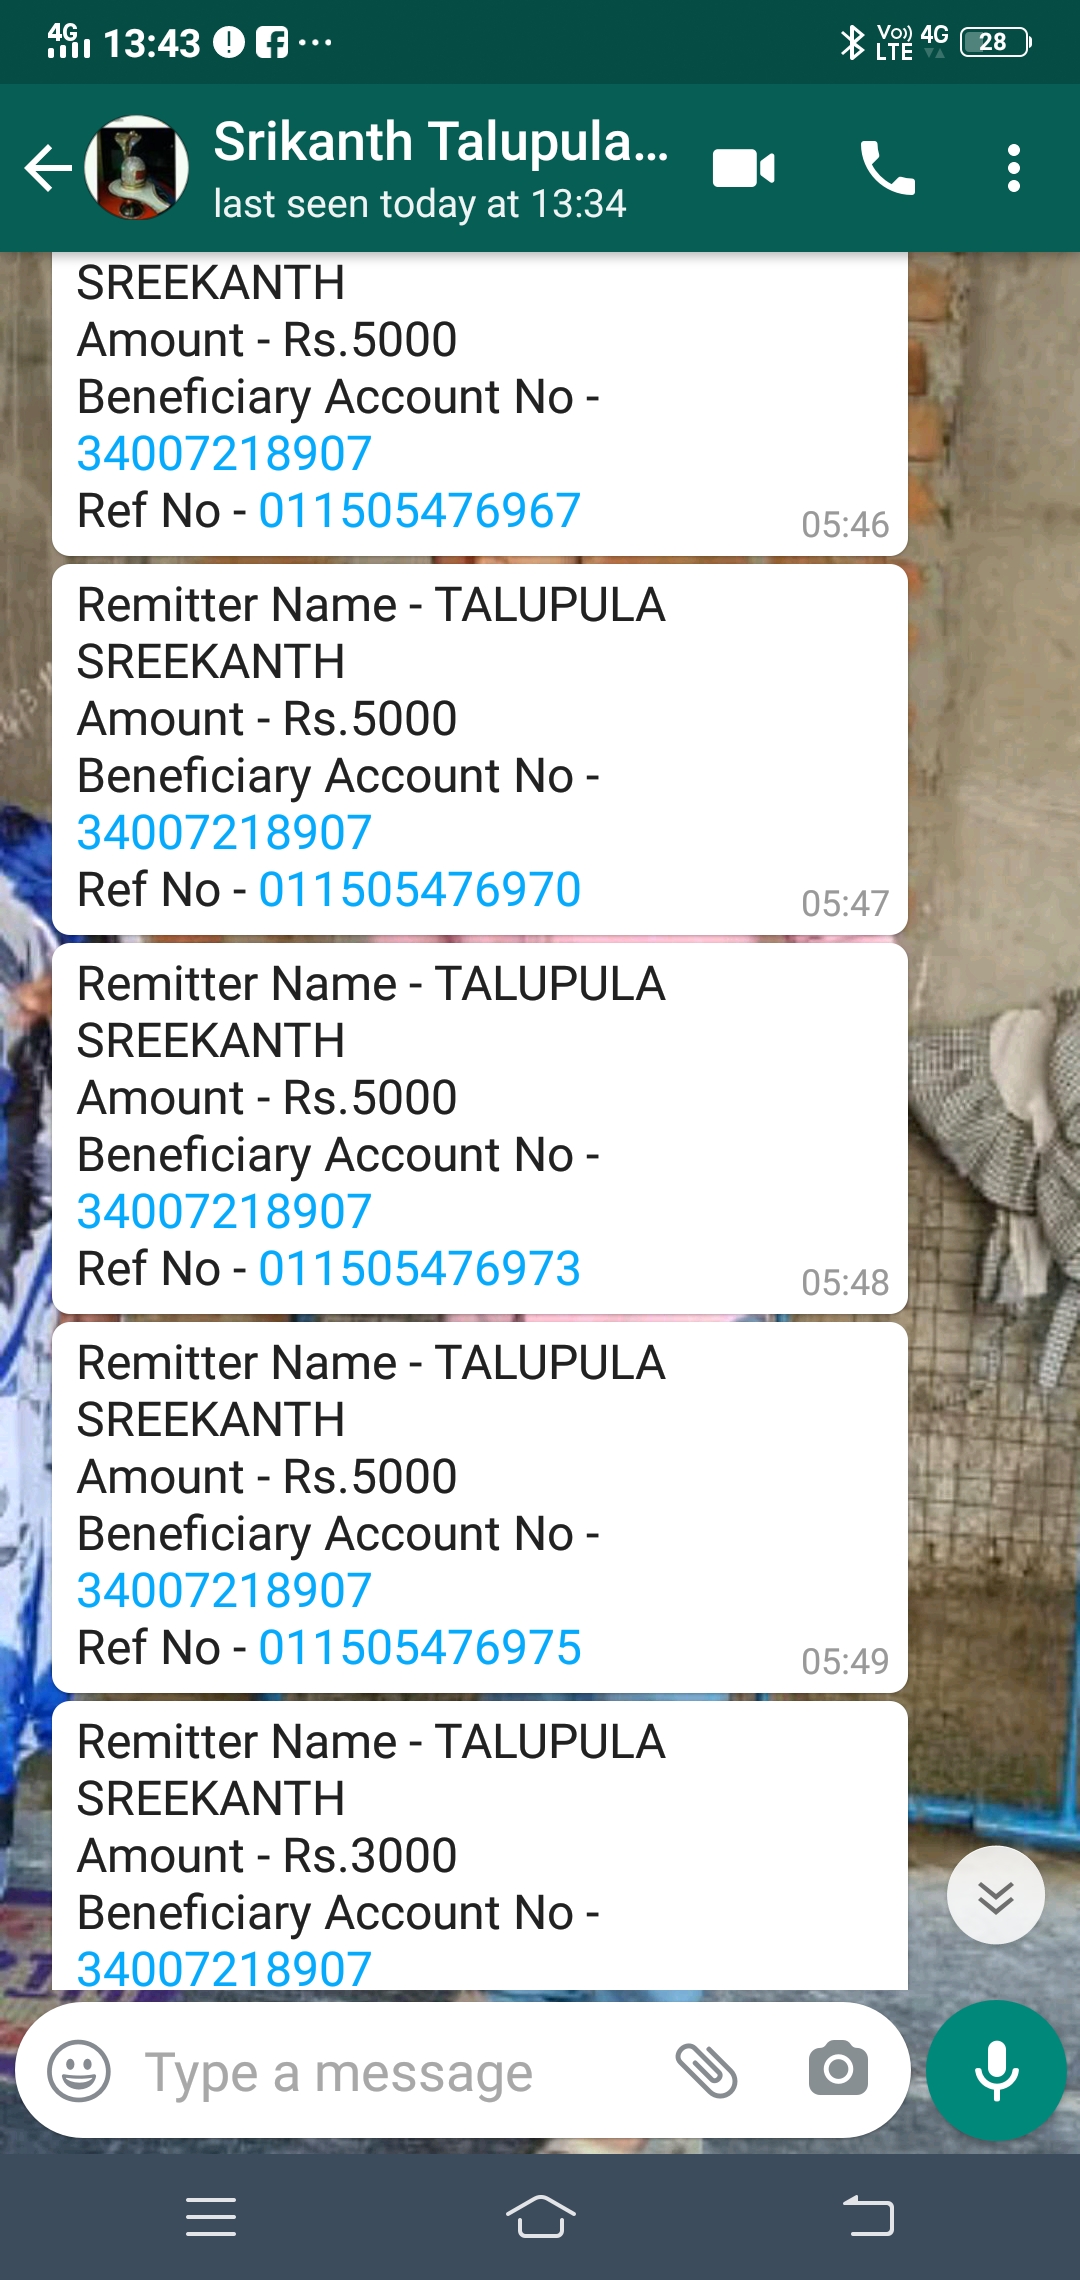 4G 13:43 Vo)) LTE 4G 28
Srikanth Talupula...
last seen today at 13:34
SREEKANTH
Amount - Rs.5000
Beneficiary Account No -
34007218907
Ref No - 011505476967
05:46
Remitter Name - TALUPULA
SREEKANTH
Amount - Rs.5000
Beneficiary Account No -
34007218907
Ref No - 011505476970
05:47
Remitter Name - TALUPULA
SREEKANTH
Amount - Rs.5000
Beneficiary Account No -
34007218907
Ref No - 011505476973
05:48
Remitter Name - TALUPULA
SREEKANTH
Amount - Rs.5000
Beneficiary Account No -
34007218907
Ref No - 011505476975
05:49
Remitter Name - TALUPULA
SREEKANTH
Amount - Rs.3000
Beneficiary Account No -
34007218907
Type a message